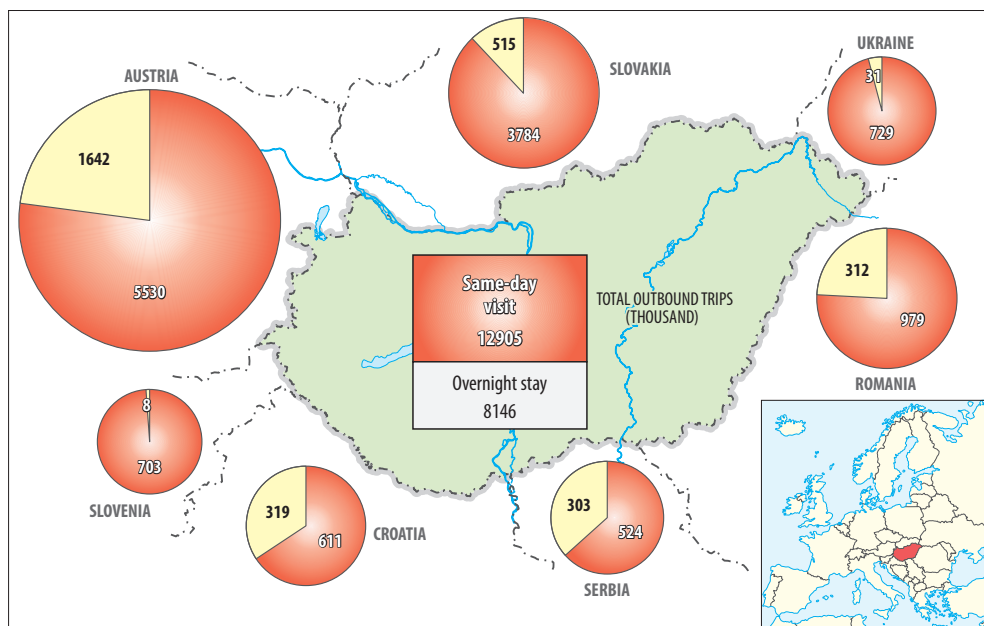 AUSTRIA
1642
5530
515
3784
SLOVAKIA
UKRAINE
31
729
312
979
ROMANIA
Same-day
visit
12905
Overnight stay
8146
TOTAL OUTBOUND TRIPS
(THOUSAND)
8
703
SLOVENIA
319
611
CROATIA
303
524
SERBIA